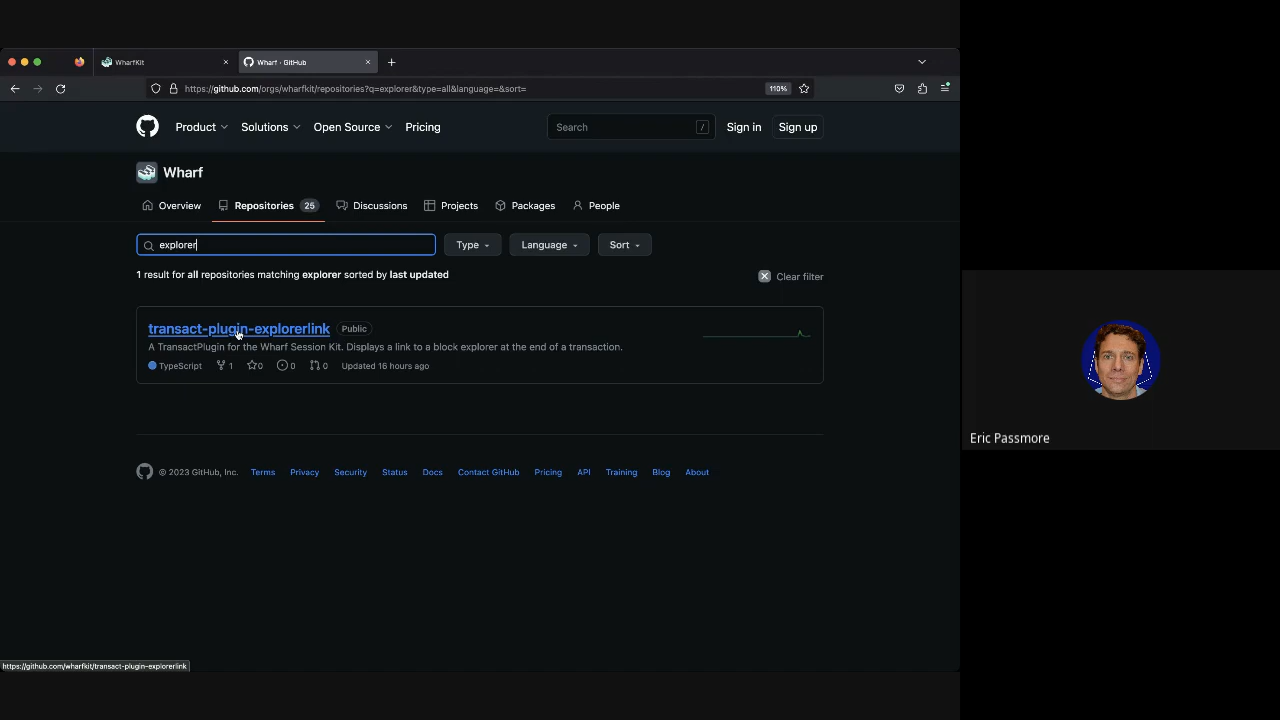 WharfKit
Wharf · GitHub
https://github.com/orgs/wharfkit/repositories?q=explorer&type=all&language=&sort=
110%
Product
Solutions
Open Source
Pricing
Search
/
Sign in
Sign up
Wharf
Overview
Repositories 25
Discussions
Projects
Packages
People
explorer
Type
Language
Sort
1 result for all repositories matching explorer sorted by last updated
Clear filter
transact-plugin-explorerlink
Public
A TransactPlugin for the Wharf Session Kit. Displays a link to a block explorer at the end of a transaction.
TypeScript 1 0 0 0 Updated 16 hours ago
Eric Passmore
© 2023 GitHub, Inc. Terms Privacy Security Status Docs Contact GitHub Pricing API Training Blog About
https://github.com/wharfkit/transact-plugin-explorerlink